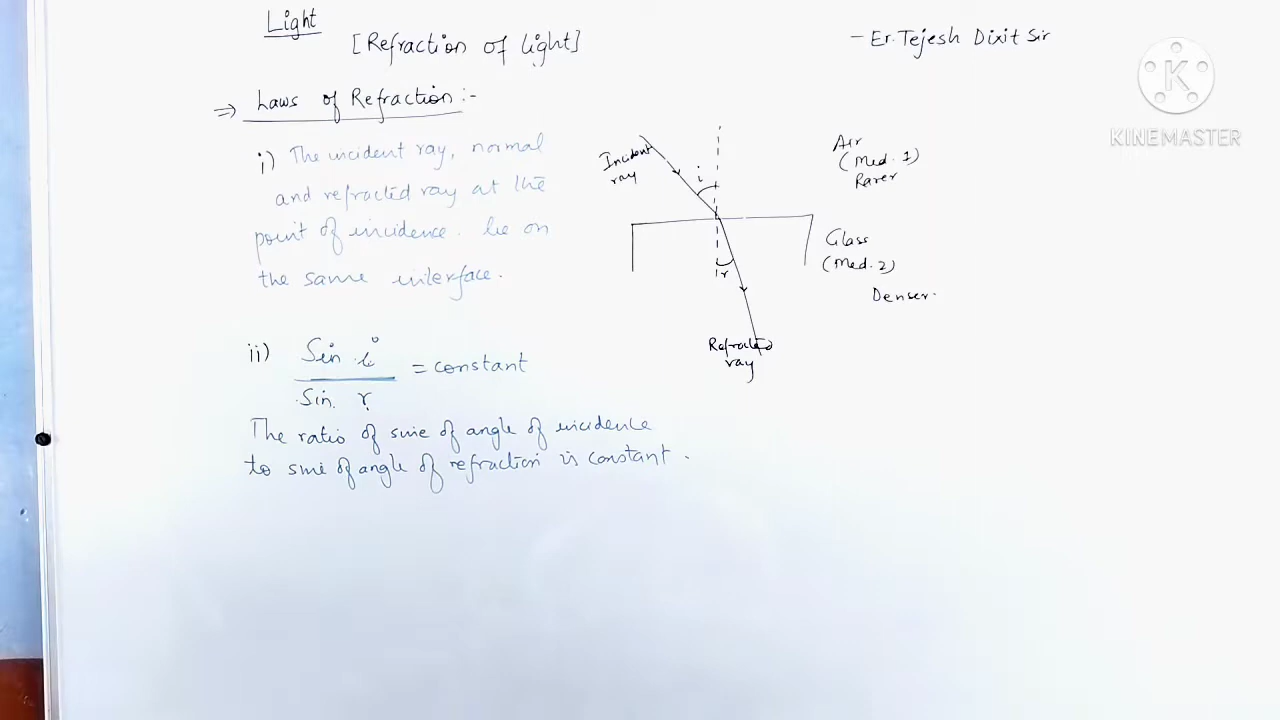 Light
[Refraction of light]
- Er. Tejesh Dixit Sir
K
KINEMASTER
⇒ Laws of Refraction :-
i) The incident ray, normal
and refracted ray at the
point of incidence. lie on
the same interface.
Incident
ray
i
r
Refracted
ray
Air
(Med. 1)
Rarer
Glass
(Med. 2)
Denser.
ii) Sin i
= constant
Sin. r
The ratio of sine of angle of incidence
to sine of angle of refraction is constant.